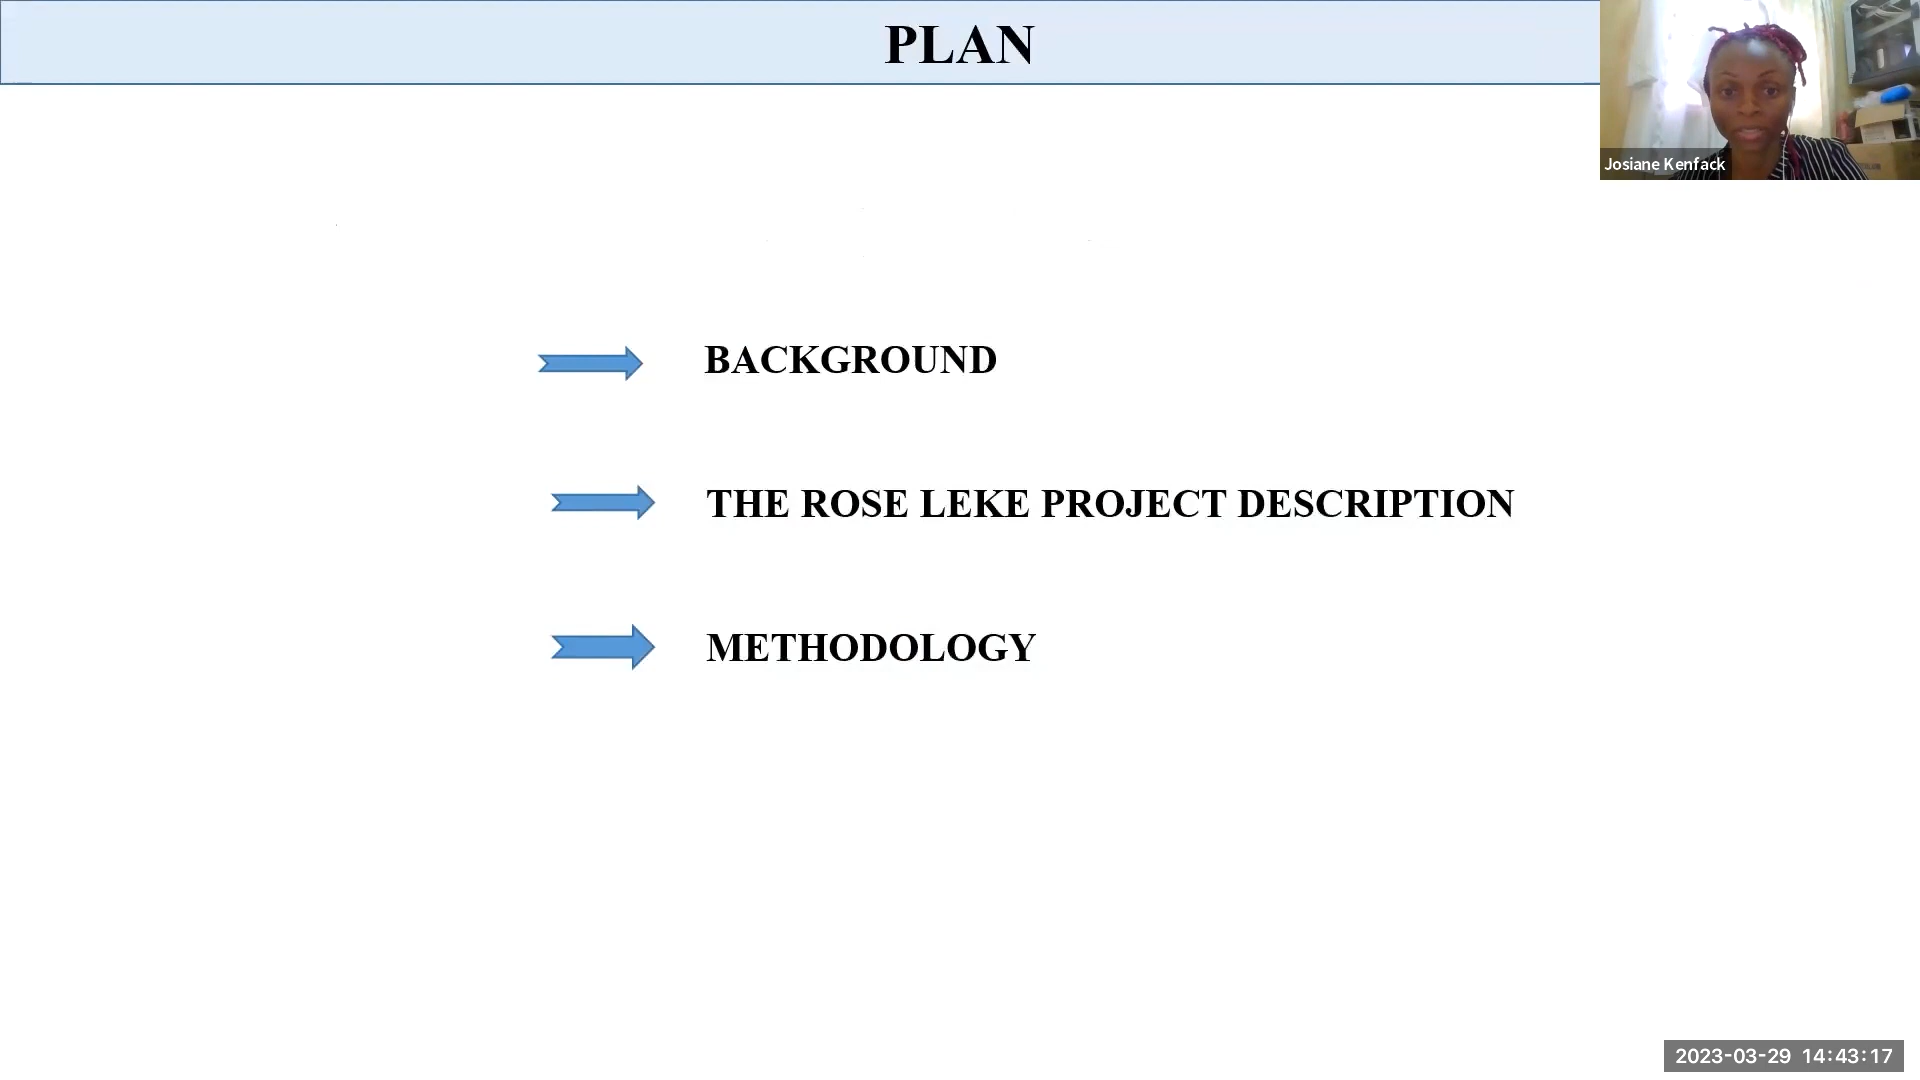 PLAN
Josiane Kenfack
BACKGROUND
THE ROSE LEKE PROJECT DESCRIPTION
METHODOLOGY
2023-03-29 14:43:17